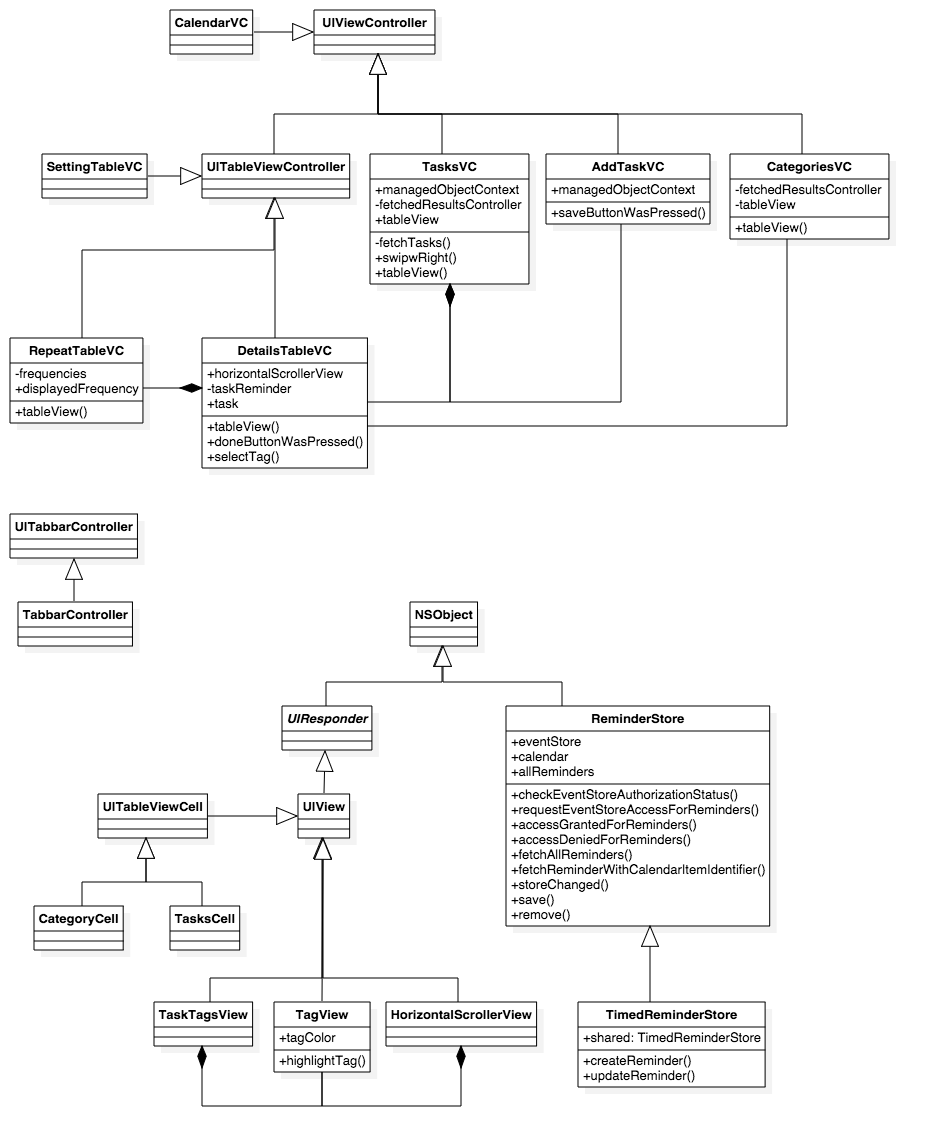 CalendarVC
UIViewController
SettingTableVC
UITableViewController
TasksVC
+managedObjectContext
-fetchedResultsController
+tableView
-fetchTasks()
+swipwRight()
+tableView()
AddTaskVC
+managedObjectContext
+saveButtonWasPressed()
CategoriesVC
-fetchedResultsController
-tableView
+tableView()
RepeatTableVC
-frequencies
+displayedFrequency
+tableView()
DetailsTableVC
+horizontalScrollerView
-taskReminder
+task
+tableView()
+doneButtonWasPressed()
+selectTag()
UITabbarController
TabbarController
NSObject
UIResponder
ReminderStore
+eventStore
+calendar
+allReminders
+checkEventStoreAuthorizationStatus()
+requestEventStoreAccessForReminders()
+accessGrantedForReminders()
+accessDeniedForReminders()
+fetchAllReminders()
+fetchReminderWithCalendarItemIdentifier()
+storeChanged()
+save()
+remove()
UITableViewCell
UIView
CategoryCell
TasksCell
TaskTagsView
TagView
+tagColor
+highlightTag()
HorizontalScrollerView
TimedReminderStore
+shared: TimedReminderStore
+createReminder()
+updateReminder()